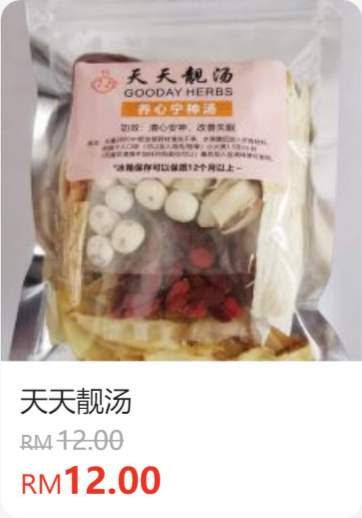 天天靓汤
GOODAY HERBS
养心宁神汤
功效：清心安神，改善失眠
*冰箱保存可以保质12个月以上~
天天靓汤
RM 12.00
RM12.00